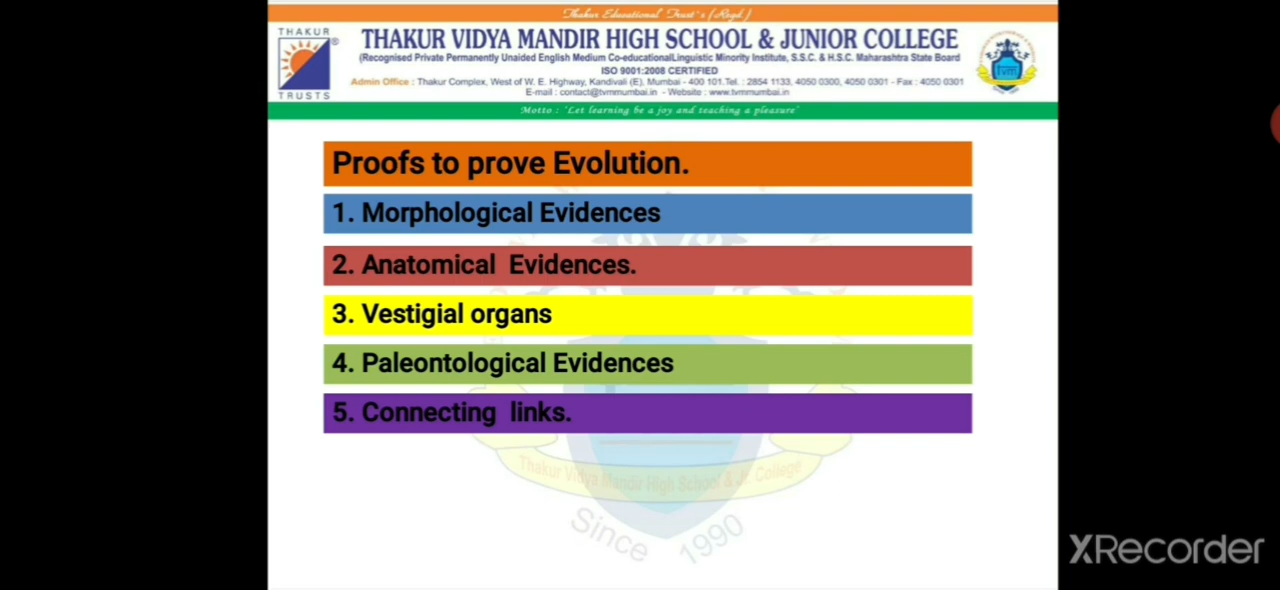 Thakur Educational Trust's (Regd.)
THAKUR
TRUSTS
THAKUR VIDYA MANDIR HIGH SCHOOL & JUNIOR COLLEGE
(Recognised Private Permanently Unaided English Medium Co-educationalLinguistic Minority Institute, S.S.C. & H.S.C. Maharashtra State Board
ISO 9001:2008 CERTIFIED
Admin Office : Thakur Complex, West of W. E. Highway, Kandivali (E), Mumbai - 400 101.Tel. : 2854 1133, 4050 0300, 4050 0301 - Fax : 4050 0301
E-mail : contact@tvmmumbai.in - Website : www.tvmmumbai.in
tvm
Motto : "Let learning be a joy and teaching a pleasure"
Proofs to prove Evolution.
1. Morphological Evidences
2. Anatomical Evidences.
3. Vestigial organs
4. Paleontological Evidences
5. Connecting links.
Thakur Vidya Mandir High School & Jr. College
Since 1990
XRecorder